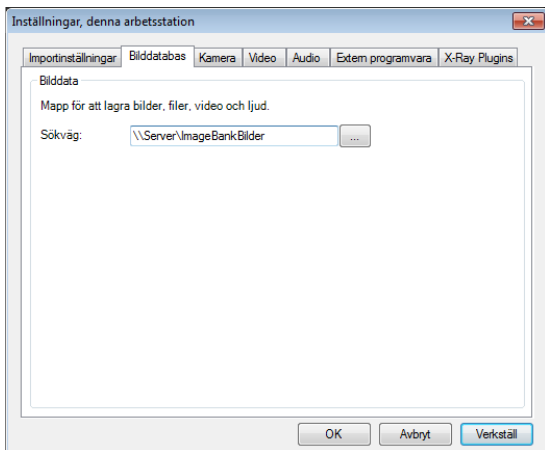 Inställningar, denna arbetsstation
Importinställningar Bilddatabas Kamera Video Audio Extern programvara X-Ray Plugins
Bilddata
Mapp för att lagra bilder, filer, video och ljud.
Sökväg: \\Server\ImageBankBilder ...
OK Avbryt Verkställ